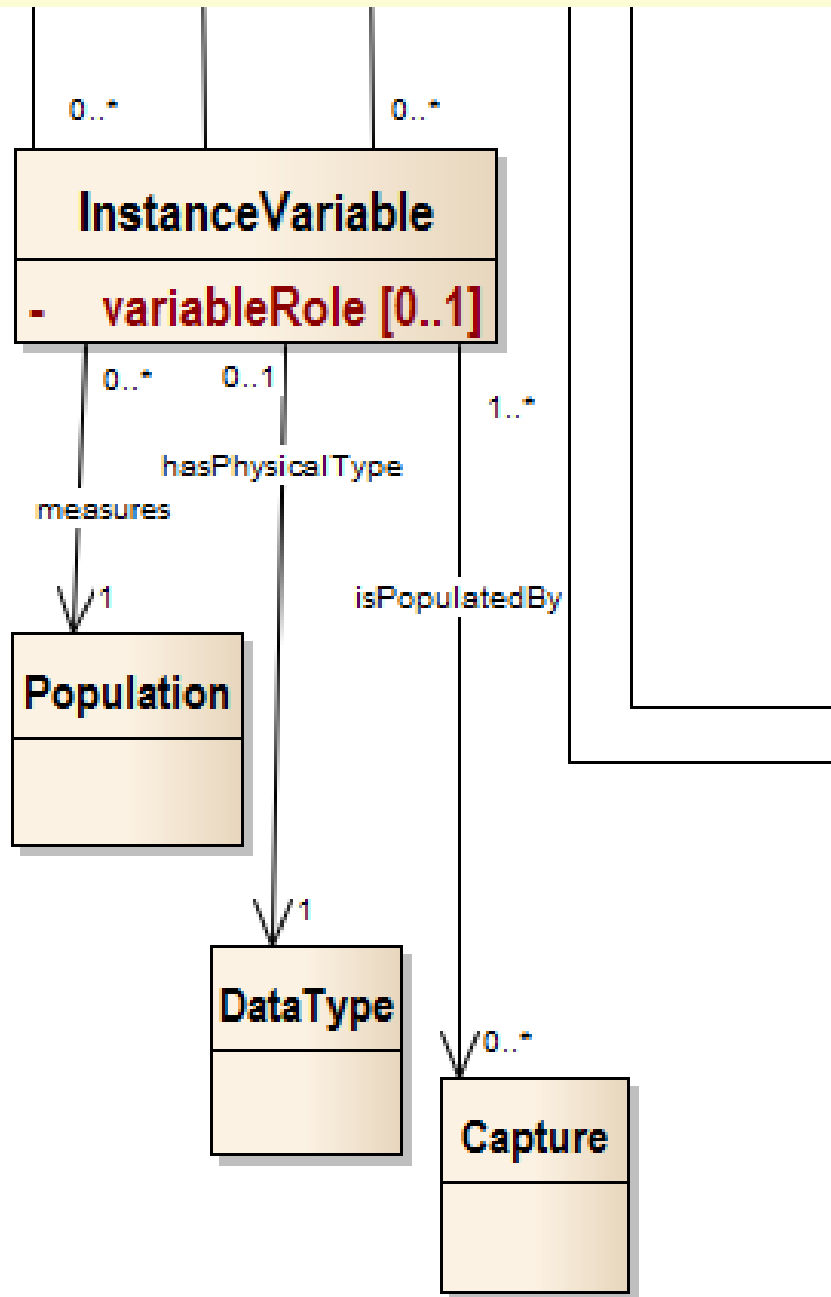 0..*
0..*
InstanceVariable
- variableRole [0..1]
0..*
0..1
1..*
hasPhysicalType
measures
isPopulatedBy
1
Population
1
DataType
0..*
Capture